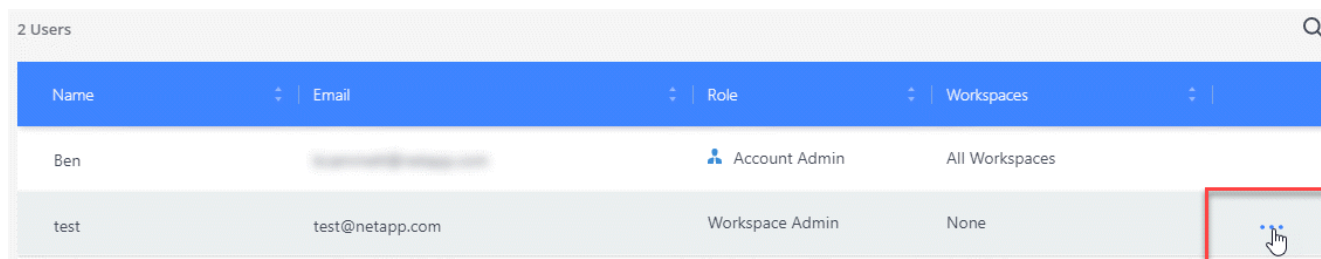 2 Users
Name Email Role Workspaces
Ben Account Admin All Workspaces
test test@netapp.com Workspace Admin None